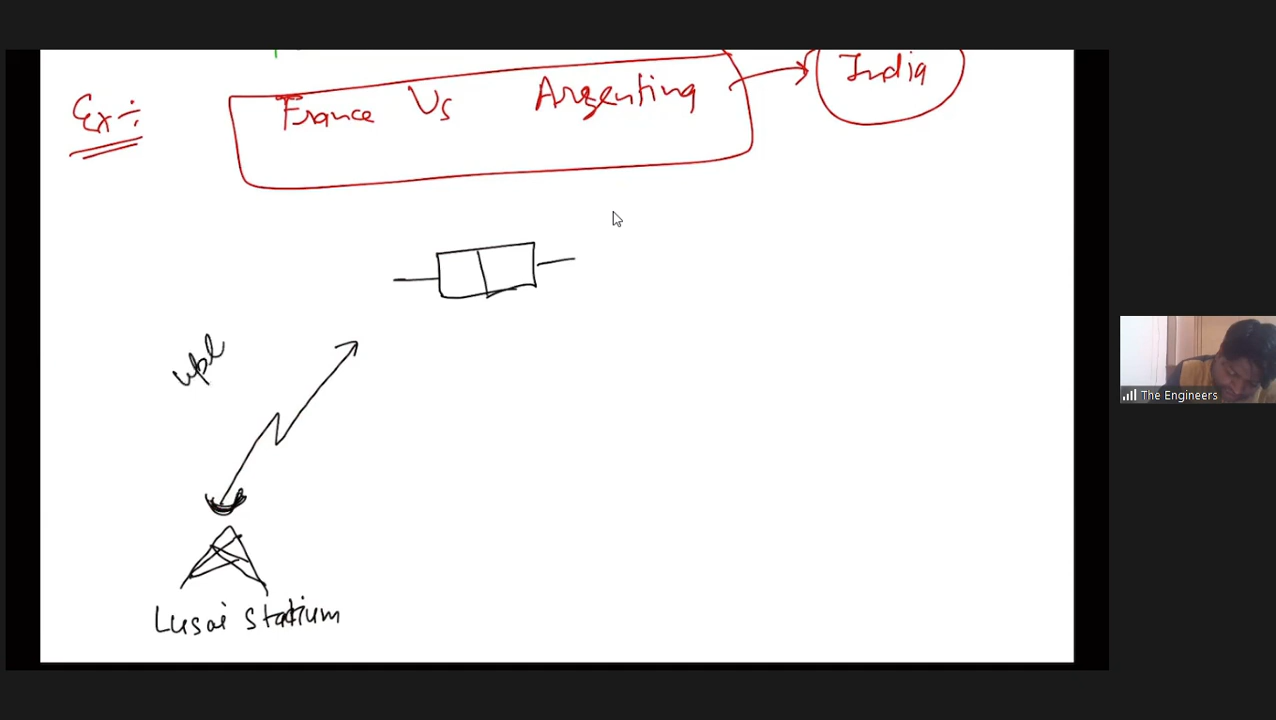 India
Ex:- France Vs Argentina
upl
Lusai Stadium
The Engineers